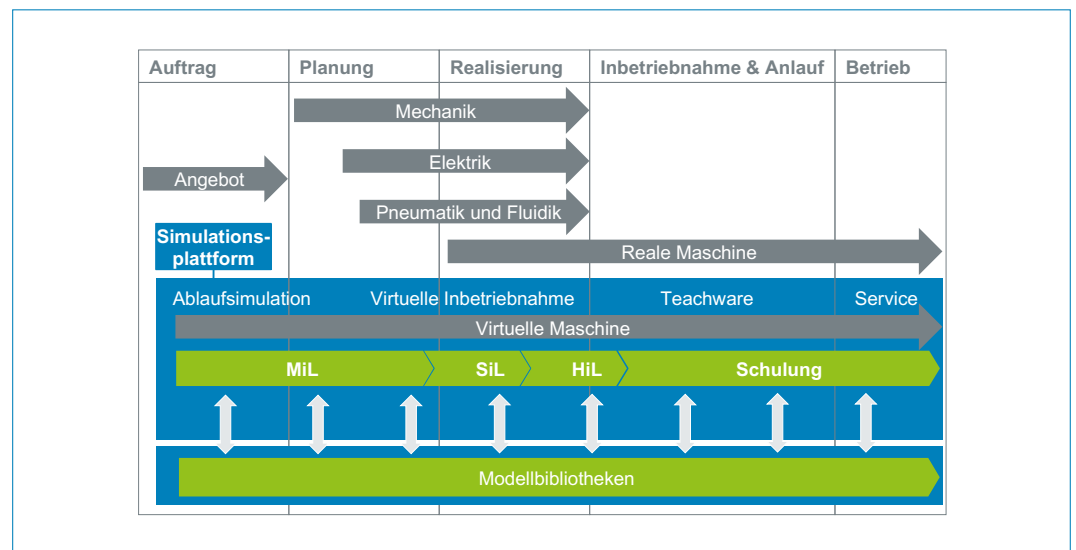 Auftrag
Planung
Realisierung
Inbetriebnahme & Anlauf
Betrieb
Mechanik
Elektrik
Angebot
Pneumatik und Fluidik
Simulations-
plattform
Reale Maschine
Ablaufsimulation
Virtuelle Inbetriebnahme
Teachware
Service
Virtuelle Maschine
MiL
SiL
HiL
Schulung
Modellbibliotheken